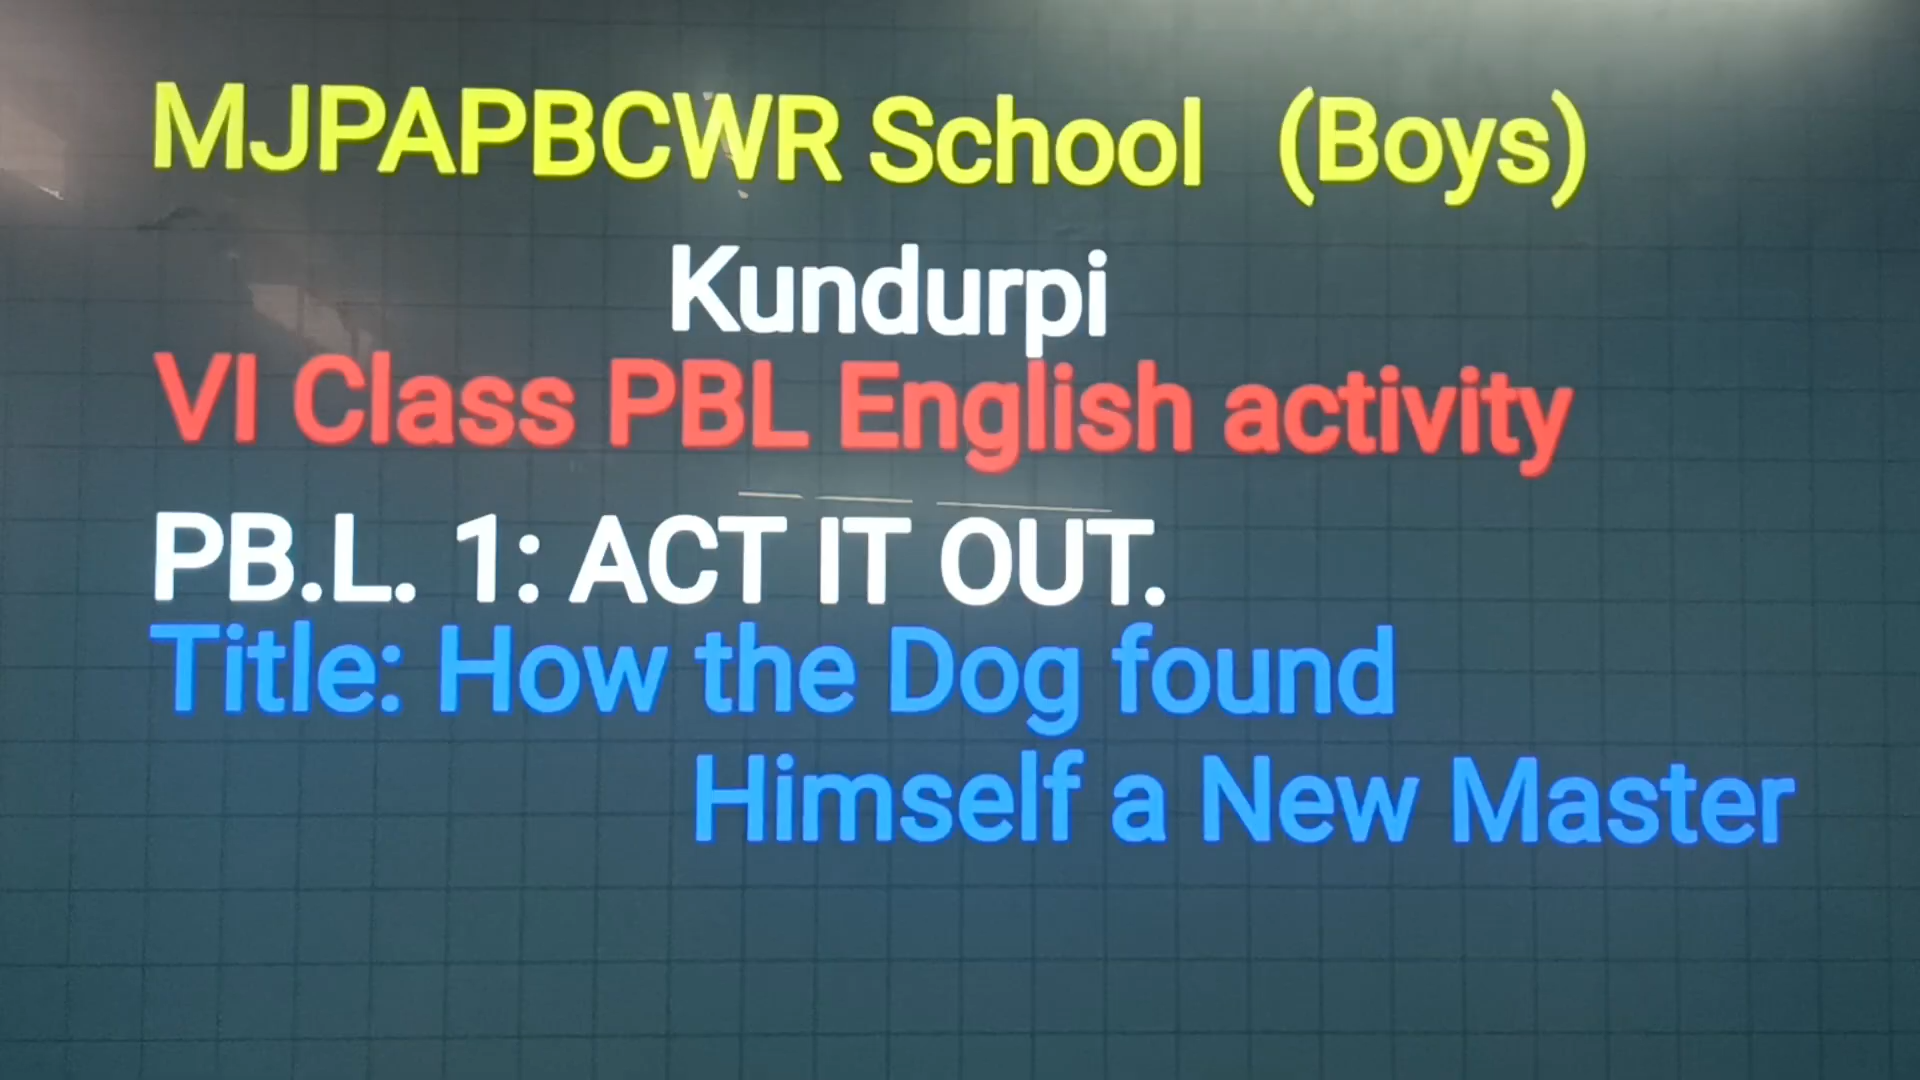 MJPAPBCWR School (Boys)
Kundurpi
VI Class PBL English activity
PB.L. 1: ACT IT OUT.
Title: How the Dog found
Himself a New Master